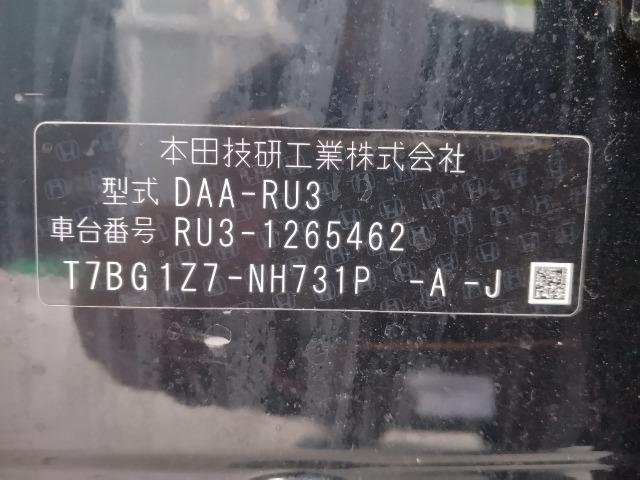 本田技研工業株式会社
型式 DAA-RU3
車台番号 RU3-1265462
T7BG1Z7-NH731P -A-J